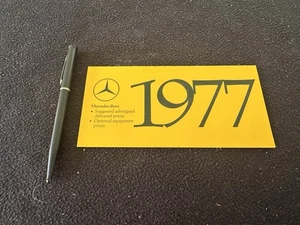 Mercedes-Benz
• Suggested advertised
delivered prices
• Optional equipment
prices
1977